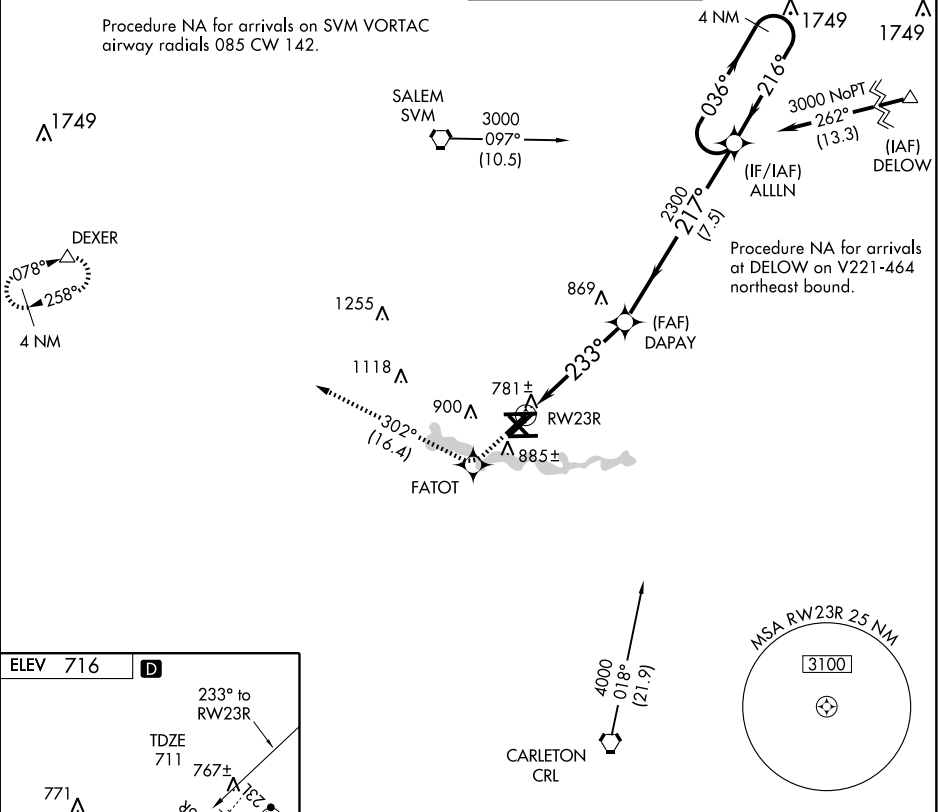 Procedure NA for arrivals on SVM VORTAC
airway radials 085 CW 142.
4 NM
1749
1749
1749
SALEM
SVM
3000
097°
(10.5)
036°
216°
3000 NoPT
262°
(13.3)
(IAF)
DELOW
(IF/IAF)
ALLLN
2300
217°
(7.5)
Procedure NA for arrivals
at DELOW on V221-464
northeast bound.
DEXER
078°
258°
4 NM
1255
869
(FAF)
DAPAY
1118
233°
781±
900
RW23R
302°
(16.4)
885±
FATOT
MSA RW23R 25 NM
3100
4000
018°
(21.9)
CARLETON
CRL
ELEV 716
D
233° to
RW23R
TDZE
711
767±
771
23L